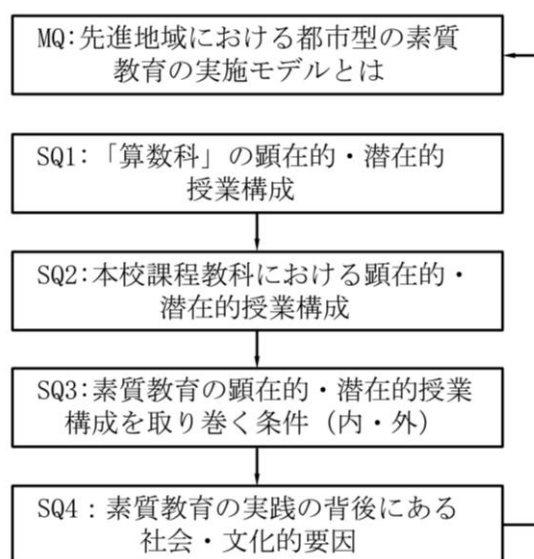 MQ:先進地域における都市型の素質
教育の実施モデルとは
SQ1:「算数科」の顕在的・潜在的
授業構成
SQ2:本校課程教科における顕在的・
潜在的授業構成
SQ3:素質教育の顕在的・潜在的授業
構成を取り巻く条件（内・外）
SQ4：素質教育の実践の背後にある
社会・文化的要因